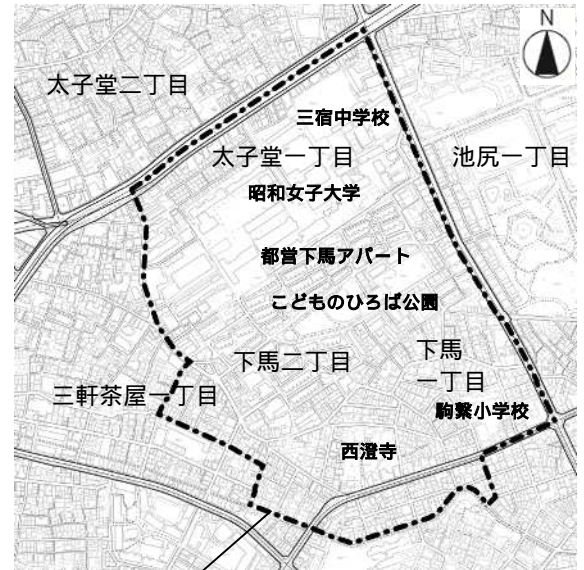 N
太子堂二丁目
三宿中学校
太子堂一丁目
池尻一丁目
昭和女子大学
都営下馬アパート
こどものひろば公園
下馬二丁目
下馬
一丁目
三軒茶屋一丁目
駒繋小学校
西澄寺